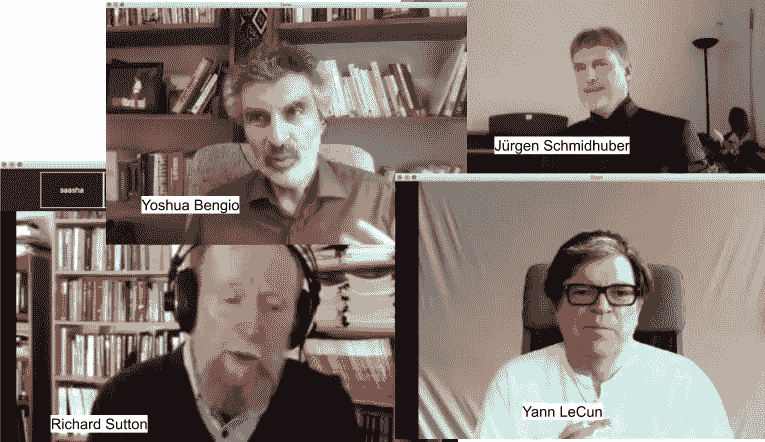 Jürgen Schmidhuber
saasha
Yoshua Bengio
Richard Sutton
Yann LeCun